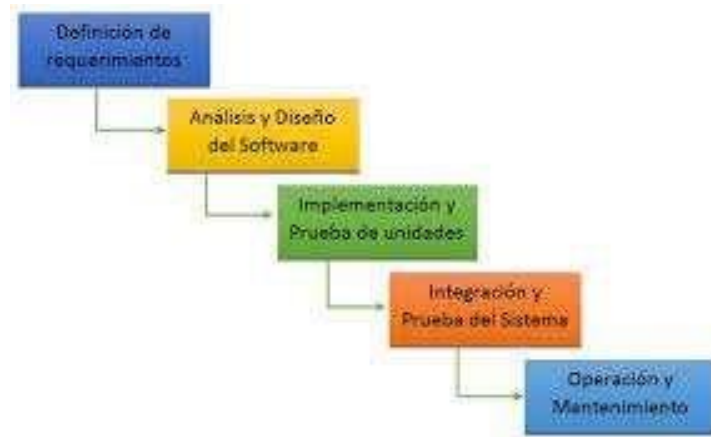 Definición de
requerimientos
Análisis y Diseño
del Software
Implementación y
Prueba de unidades
Integración y
Prueba del Sistema
Operación y
Mantenimiento